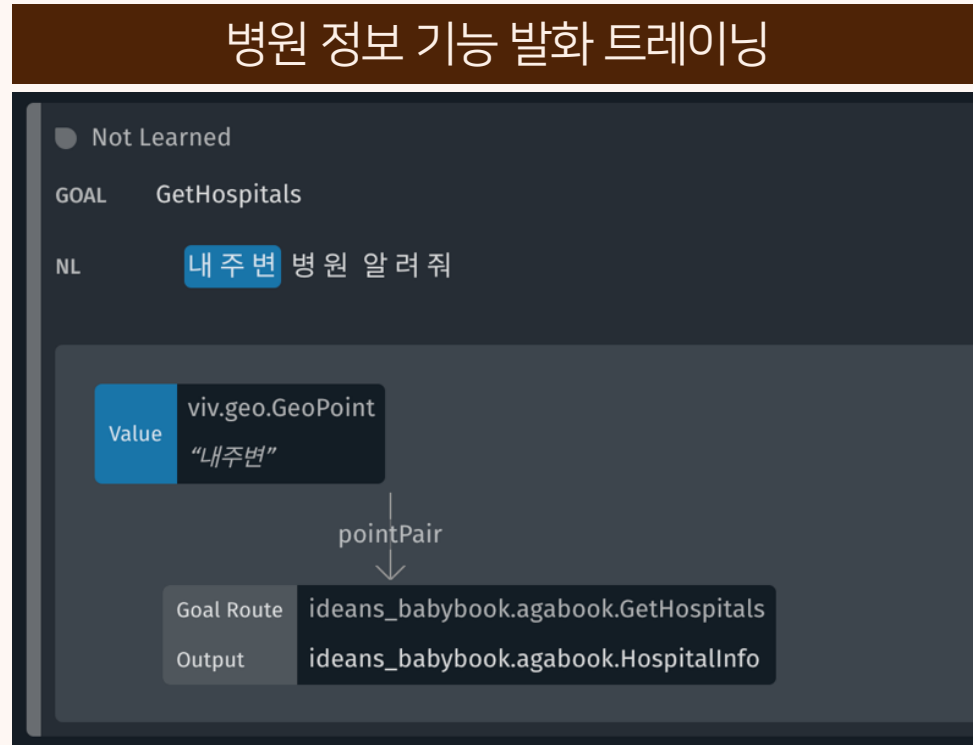 병원 정보 기능 발화 트레이닝
Not Learned
GOAL GetHospitals
NL 내 주 변 병 원 알 려 줘
viv.geo.GeoPoint
Value
“내주변”
pointPair
Goal Route ideans_babybook.agabook.GetHospitals
Output ideans_babybook.agabook.HospitalInfo